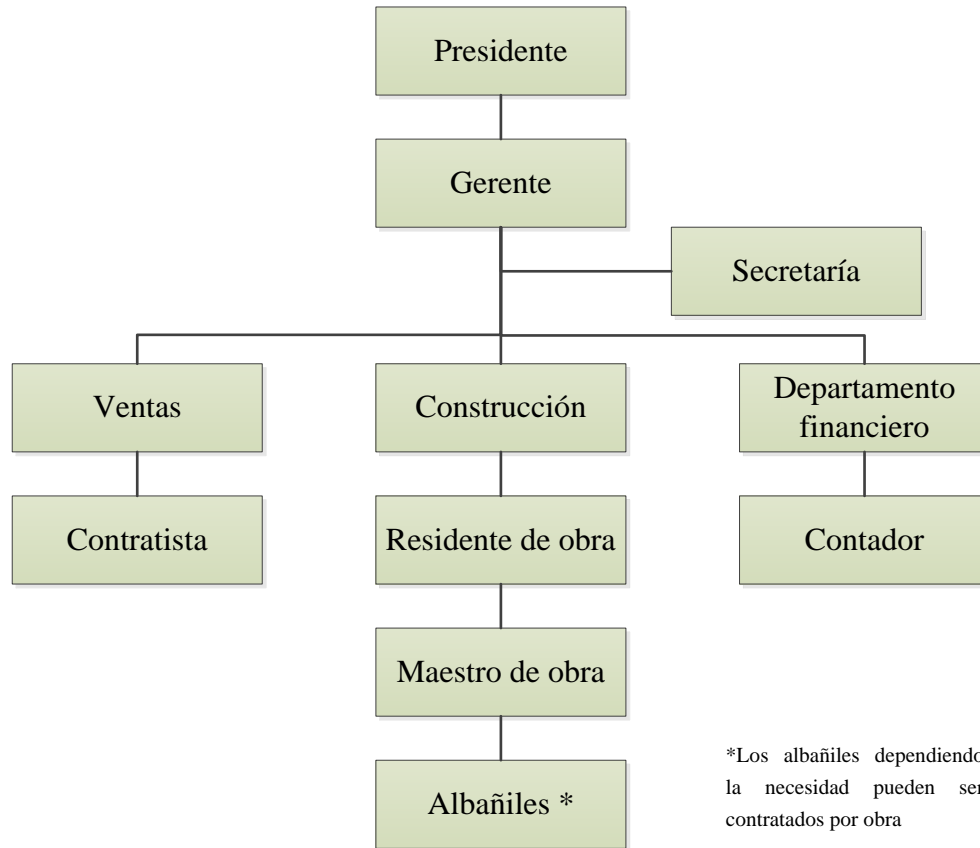 Presidente
Gerente
Secretaría
Ventas
Construcción
Departamento
financiero
Contratista
Residente de obra
Contador
Maestro de obra
Albañiles *
*Los albañiles dependiendo
la necesidad pueden ser
contratados por obra